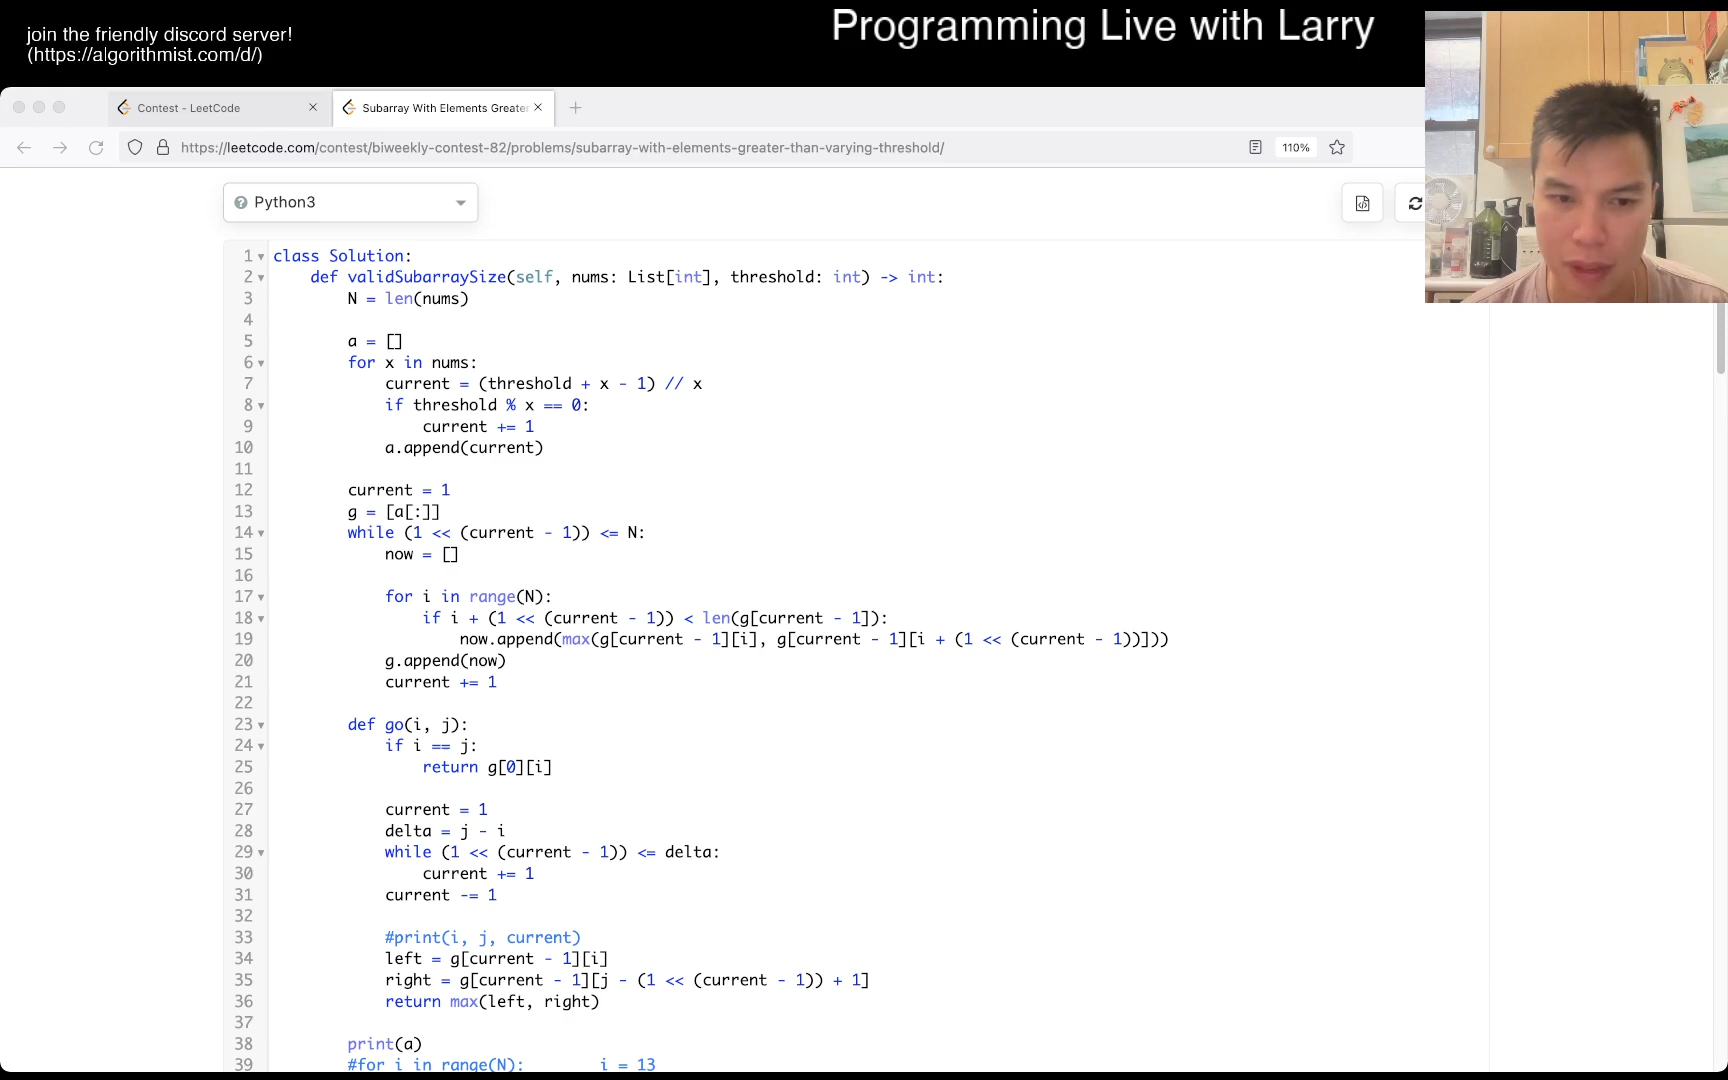 join the friendly discord server!
(https://algorithmist.com/d/)
Programming Live with Larry
Contest - LeetCode
Subarray With Elements Greater
https://leetcode.com/contest/biweekly-contest-82/problems/subarray-with-elements-greater-than-varying-threshold/
110%
Python3
1 class Solution:
2     def validSubarraySize(self, nums: List[int], threshold: int) -> int:
3         N = len(nums)
4
5         a = []
6         for x in nums:
7             current = (threshold + x - 1) // x
8             if threshold % x == 0:
9                 current += 1
10             a.append(current)
11
12         current = 1
13         g = [a[:]]
14         while (1 << (current - 1)) <= N:
15             now = []
16
17             for i in range(N):
18                 if i + (1 << (current - 1)) < len(g[current - 1]):
19                     now.append(max(g[current - 1][i], g[current - 1][i + (1 << (current - 1))]))
20             g.append(now)
21             current += 1
22
23         def go(i, j):
24             if i == j:
25                 return g[0][i]
26
27             current = 1
28             delta = j - i
29             while (1 << (current - 1)) <= delta:
30                 current += 1
31             current -= 1
32
33             #print(i, j, current)
34             left = g[current - 1][i]
35             right = g[current - 1][j - (1 << (current - 1)) + 1]
36             return max(left, right)
37
38         print(a)
39         #for i in range(N):        i = 13